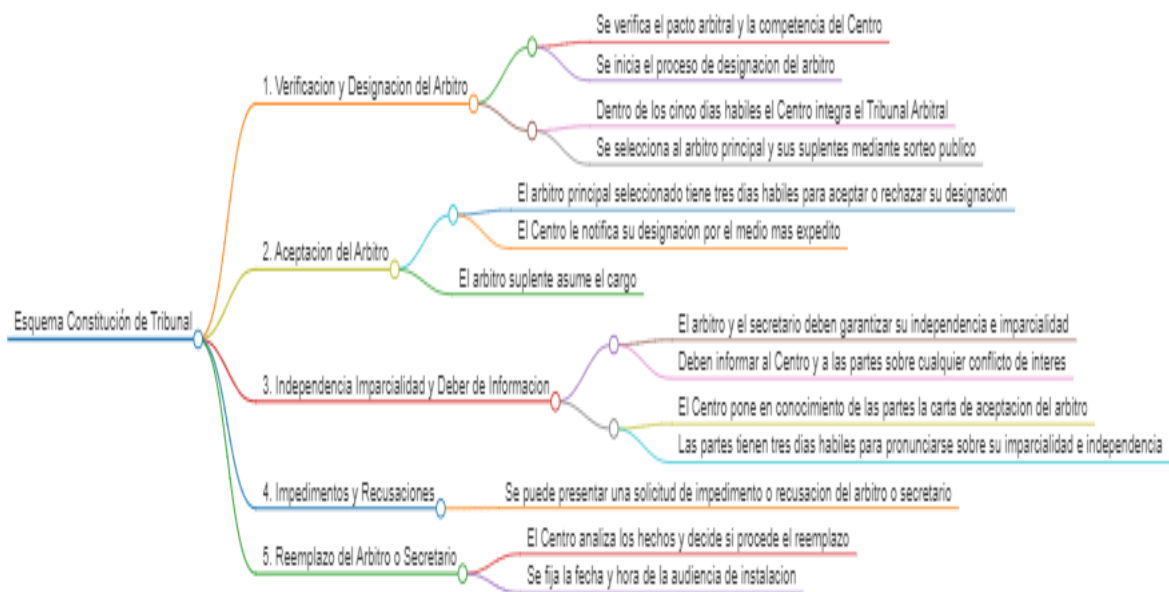 Se verifica el pacto arbitral y la competencia del Centro
Se inicia el proceso de designacion del arbitro
1. Verificacion y Designacion del Arbitro
Dentro de los cinco dias habiles el Centro integra el Tribunal Arbitral
Se selecciona al arbitro principal y sus suplentes mediante sorteo publico
El arbitro principal seleccionado tiene tres dias habiles para aceptar o rechazar su designacion
El Centro le notifica su designacion por el medio mas expedito
2. Aceptacion del Arbitro
El arbitro suplente asume el cargo
Esquema Constitución de Tribunal
El arbitro y el secretario deben garantizar su independencia e imparcialidad
Deben informar al Centro y a las partes sobre cualquier conflicto de interes
3. Independencia Imparcialidad y Deber de Informacion
El Centro pone en conocimiento de las partes la carta de aceptacion del arbitro
Las partes tienen tres dias habiles para pronunciarse sobre su imparcialidad e independencia
4. Impedimentos y Recusaciones
Se puede presentar una solicitud de impedimento o recusacion del arbitro o secretario
5. Reemplazo del Arbitro o Secretario
El Centro analiza los hechos y decide si procede el reemplazo
Se fija la fecha y hora de la audiencia de instalacion